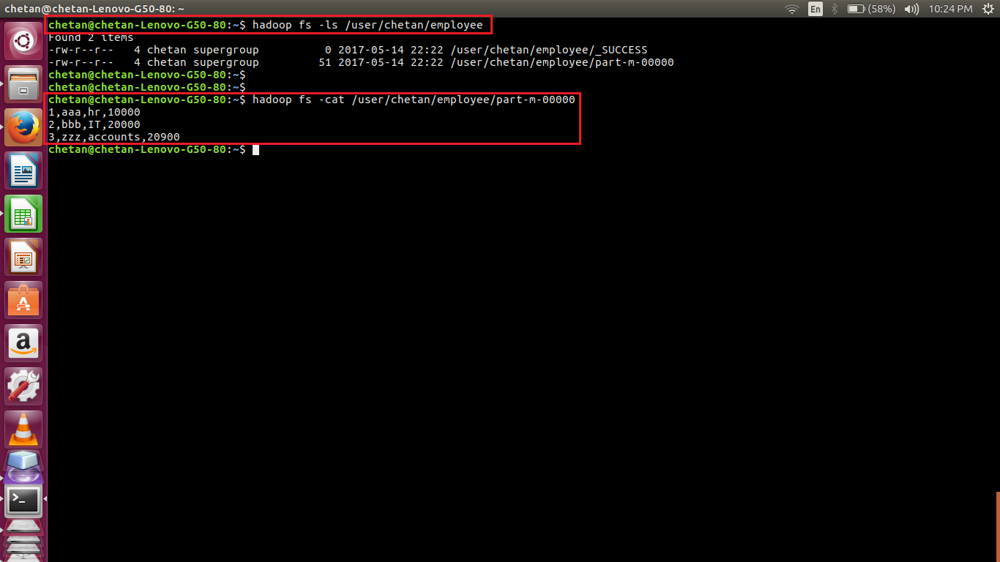 chetan@chetan-Lenovo-G50-80: ~
En
(58%)
10:24 PM
chetan@chetan-Lenovo-G50-80:~$ hadoop fs -ls /user/chetan/employee
Found 2 items
-rw-r--r--   4 chetan supergroup          0 2017-05-14 22:22 /user/chetan/employee/_SUCCESS
-rw-r--r--   4 chetan supergroup         51 2017-05-14 22:22 /user/chetan/employee/part-m-00000
chetan@chetan-Lenovo-G50-80:~$
chetan@chetan-Lenovo-G50-80:~$
chetan@chetan-Lenovo-G50-80:~$ hadoop fs -cat /user/chetan/employee/part-m-00000
1,aaa,hr,10000
2,bbb,IT,20000
3,zzz,accounts,20900
chetan@chetan-Lenovo-G50-80:~$